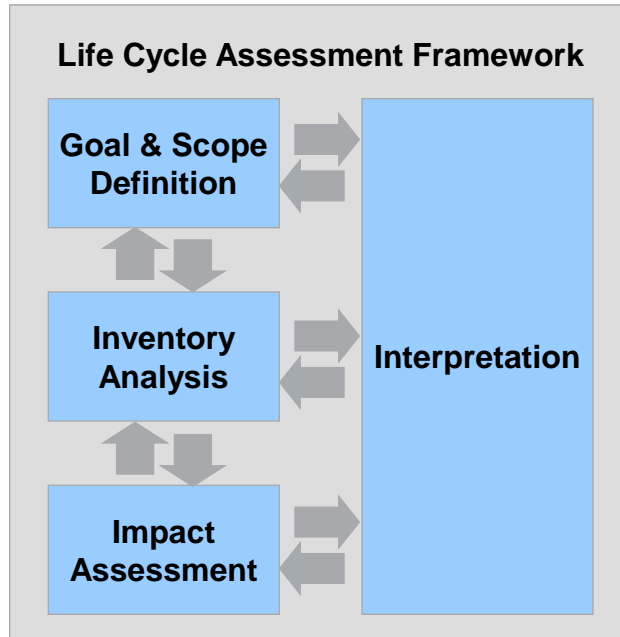 Life Cycle Assessment Framework
Goal & Scope
Definition
Inventory
Analysis
Interpretation
Impact
Assessment